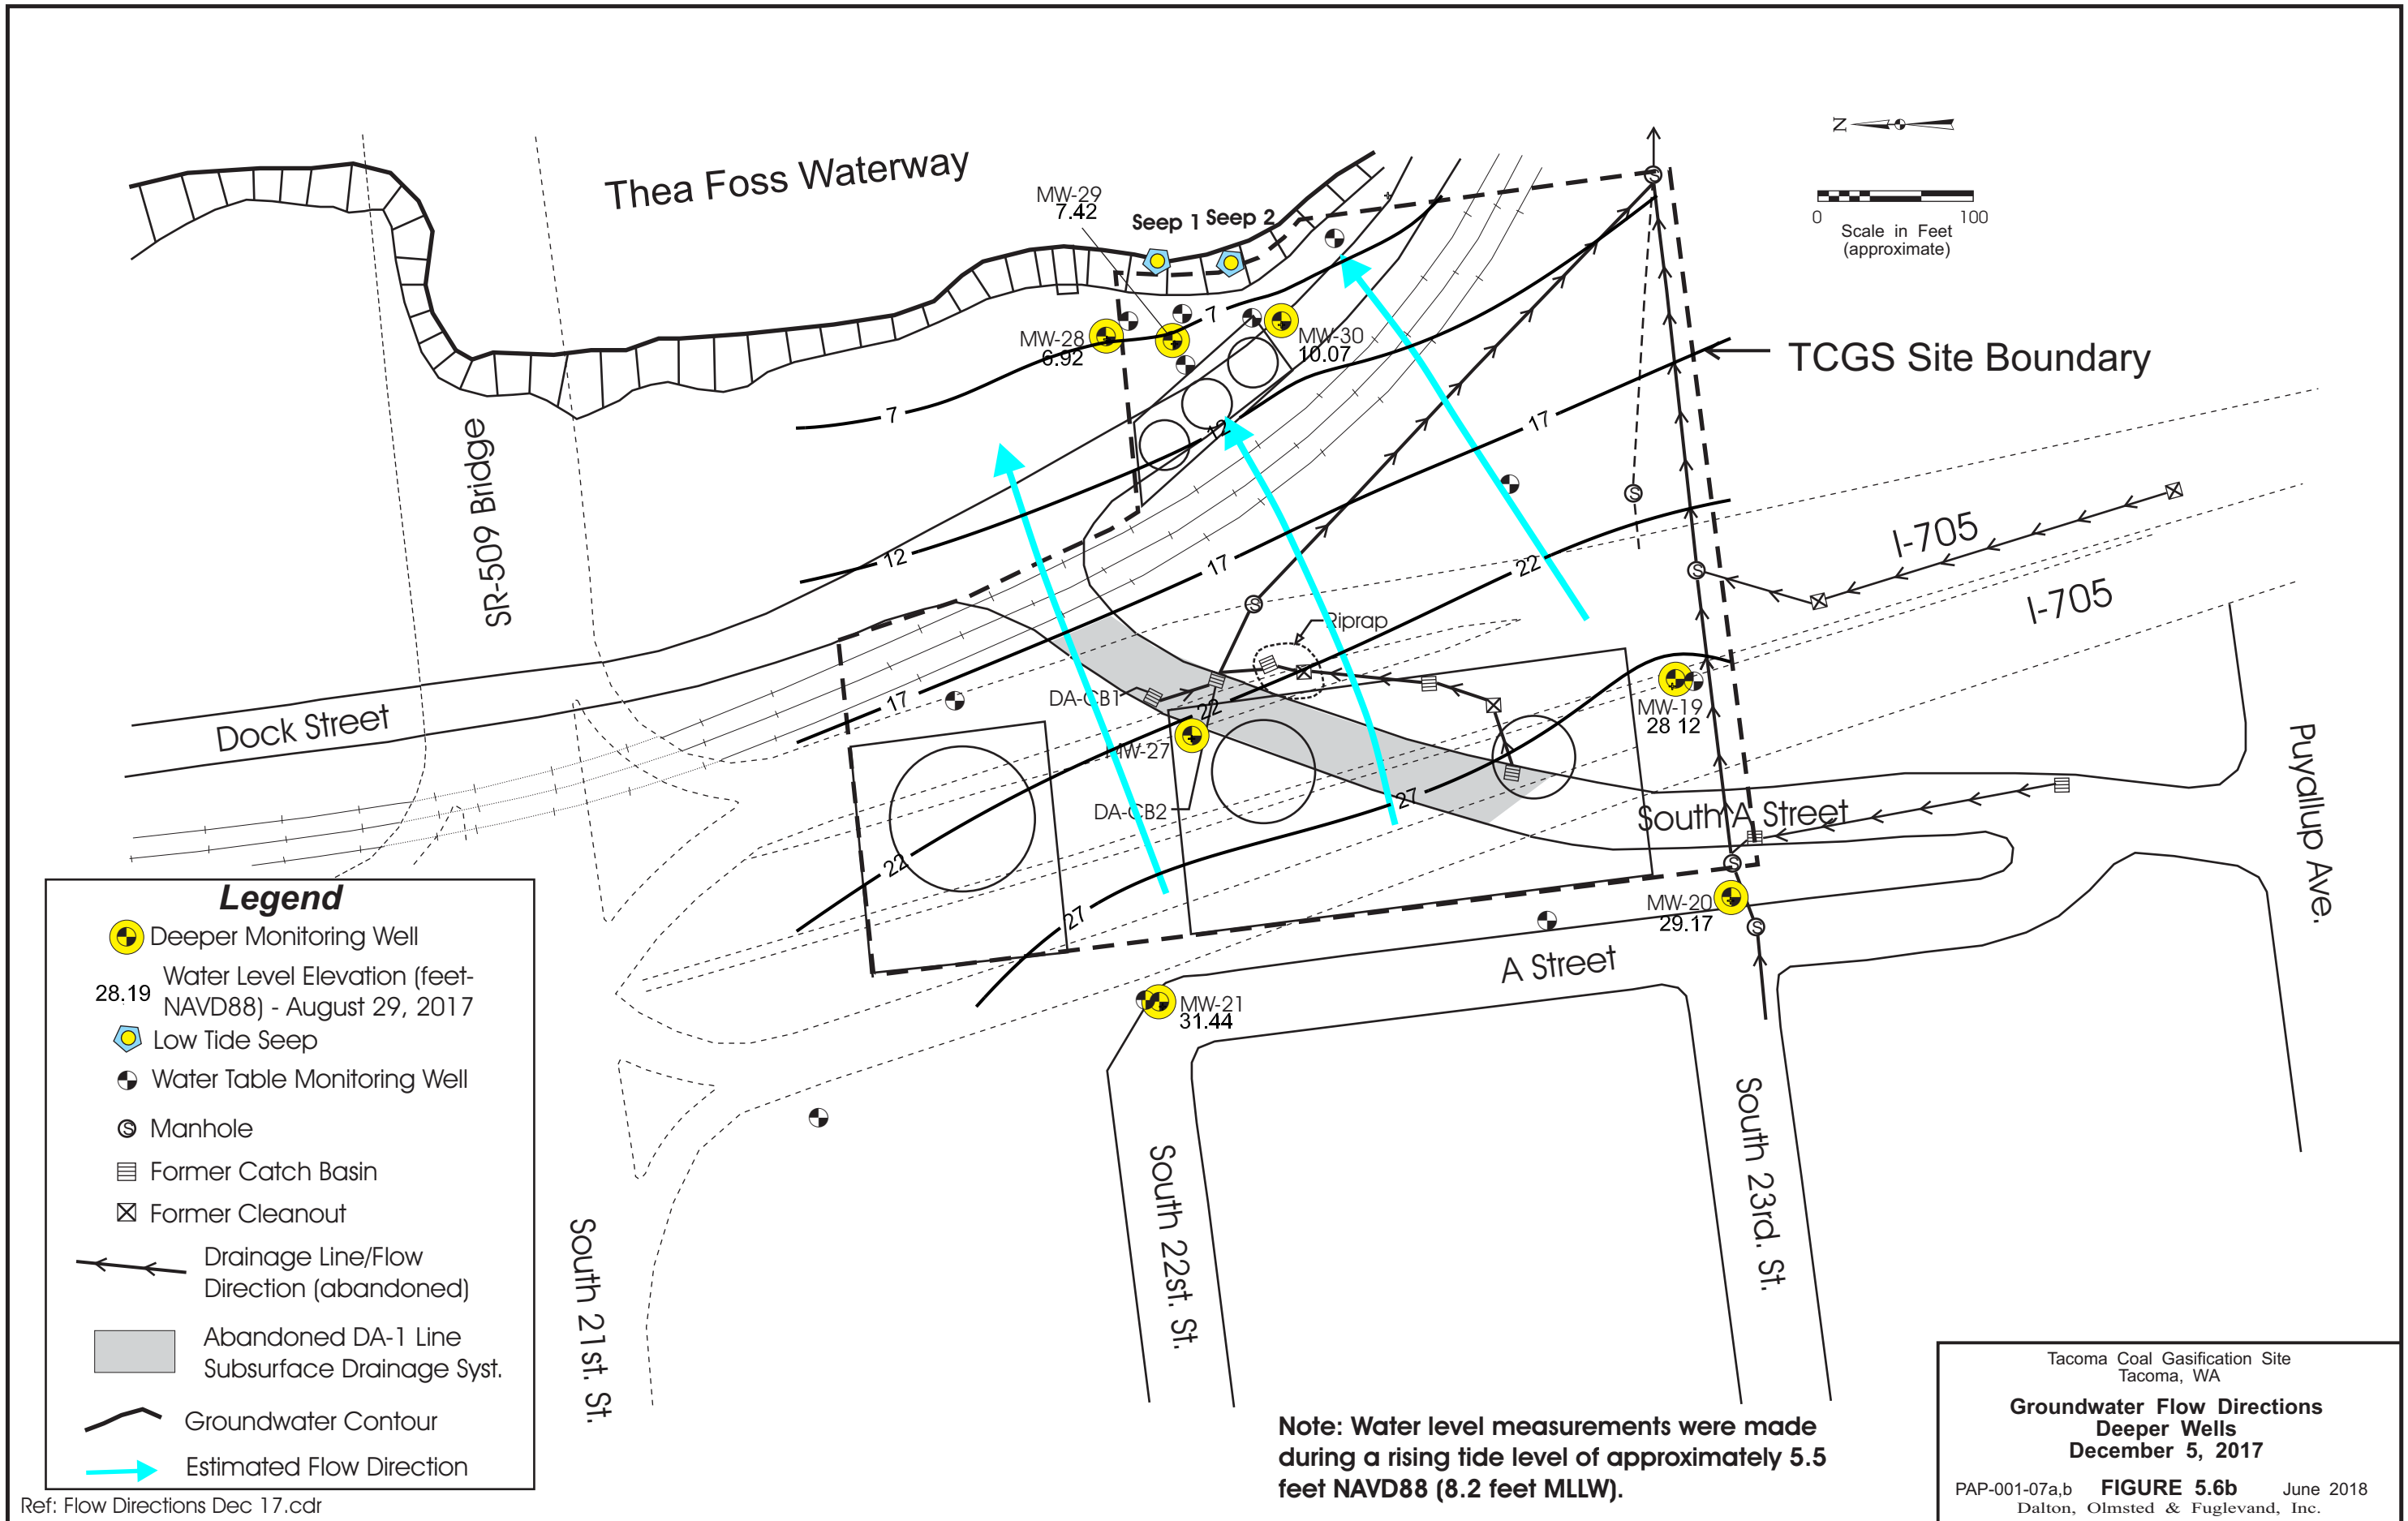 Thea Foss Waterway
MW-29
7.42
Seep 1
Seep 2
N
0
100
Scale in Feet
(approximate)
MW-28
6.92
7
MW-30
10.07
TCGS Site Boundary
7
12
17
SR-509 Bridge
12
17
22
I-705
I-705
Riprap
DA-CB1
17
22
MW-19
28 12
Dock Street
MW-27
DA-CB2
27
South A Street
Puyallup Ave.
22
27
MW-20
29.17
A Street
MW-21
31.44
South 21st. St.
South 22st. St.
South 23rd. St.
Legend
Deeper Monitoring Well
28.19
Water Level Elevation (feet-
NAVD88) - August 29, 2017
Low Tide Seep
Water Table Monitoring Well
S Manhole
Former Catch Basin
Former Cleanout
Drainage Line/Flow
Direction (abandoned)
Abandoned DA-1 Line
Subsurface Drainage Syst.
Groundwater Contour
Estimated Flow Direction
Ref: Flow Directions Dec 17.cdr
Note: Water level measurements were made
during a rising tide level of approximately 5.5
feet NAVD88 (8.2 feet MLLW).
Tacoma Coal Gasification Site
Tacoma, WA
Groundwater Flow Directions
Deeper Wells
December 5, 2017
PAP-001-07a,b FIGURE 5.6b June 2018
Dalton, Olmsted & Fuglevand, Inc.